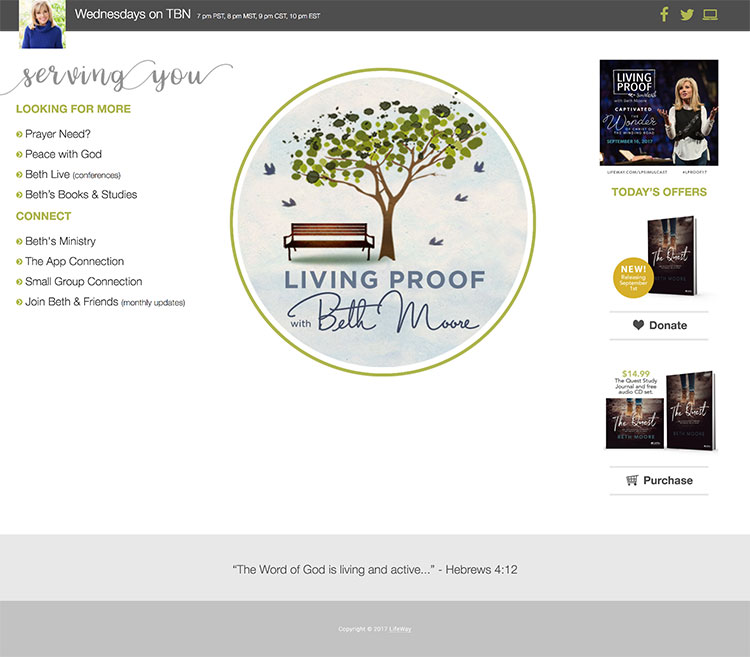 Wednesdays on TBN 7 pm PST, 8 pm MST, 9 pm CST, 10 pm EST
serving you
LOOKING FOR MORE
Prayer Need?
Peace with God
Beth Live (conferences)
Beth's Books & Studies
CONNECT
Beth's Ministry
The App Connection
Small Group Connection
Join Beth & Friends (monthly updates)
LIVING PROOF
with Beth Moore
LIVING
PROOF
with Beth Moore
CAPTIVATED
THE
Wonder
OF CHRIST ON
THE WINDING ROAD
SEPTEMBER 16, 2017
LIFEWAY.COM/LPSIMULCAST #LPROOF17
TODAY'S OFFERS
The Quest
NEW!
Releasing
September
1st
Donate
$14.99
The Quest Study
Journal and free
audio CD set.
The Quest
BETH MOORE
The Quest
BETH MOORE
Purchase
“The Word of God is living and active...” - Hebrews 4:12
Copyright © 2017 LifeWay